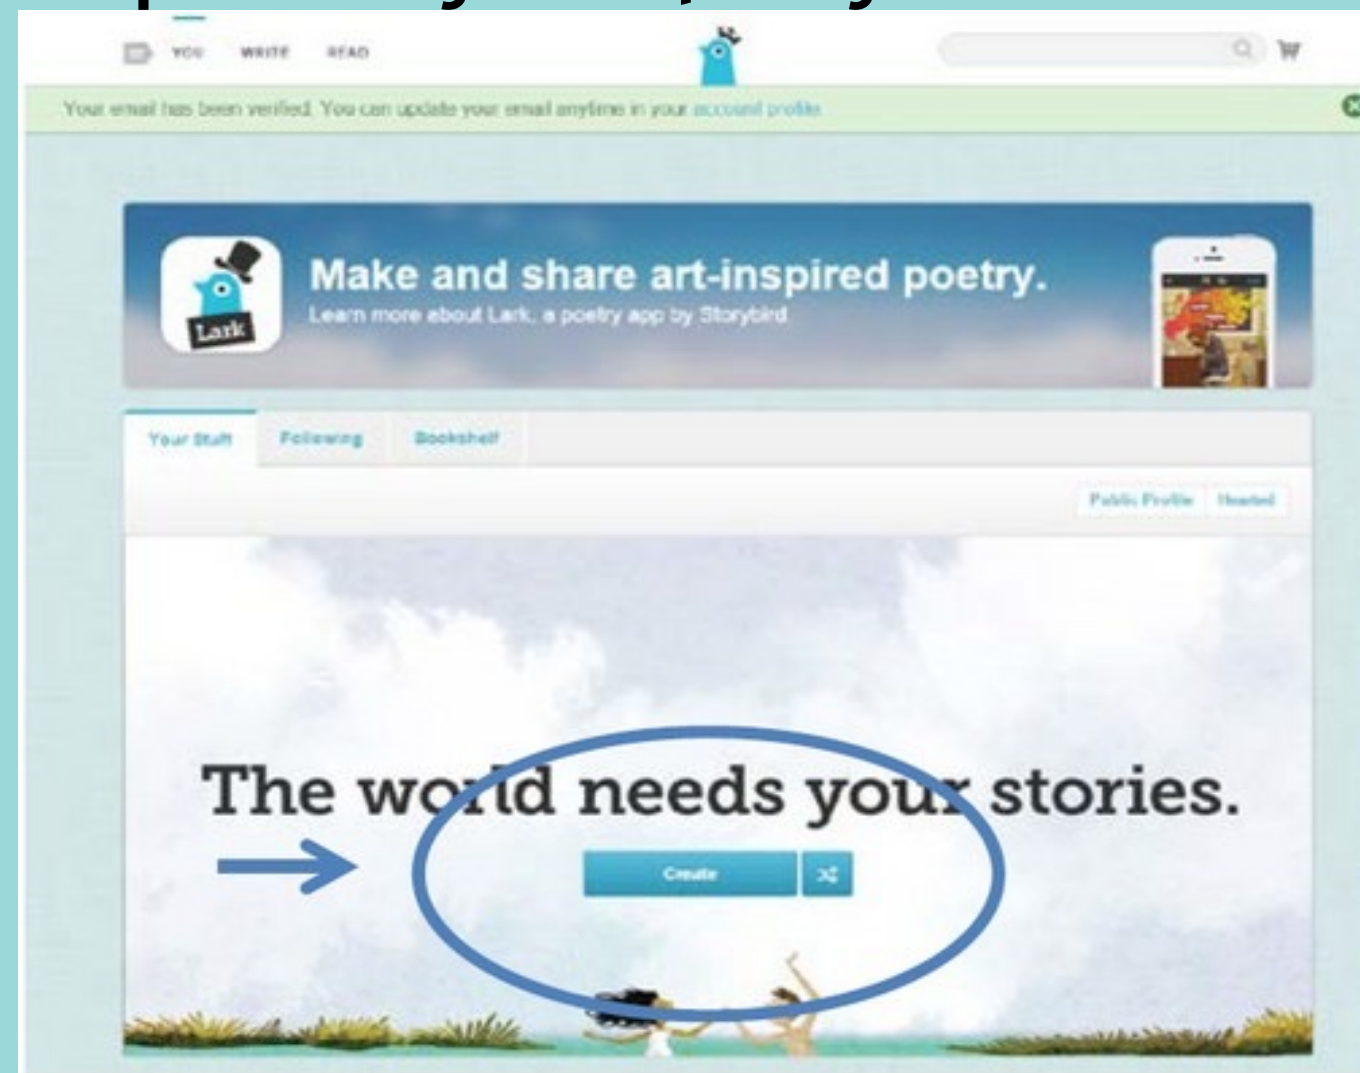 YOU WRITE READ
Your email has been verified. You can update your email anytime in your account profile
Make and share art-inspired poetry.
Lark
Learn more about Lark, a poetry app by Storybird.
Your Stuff Following Bookshelf
Public Profile Hearted
The world needs your stories.
Create